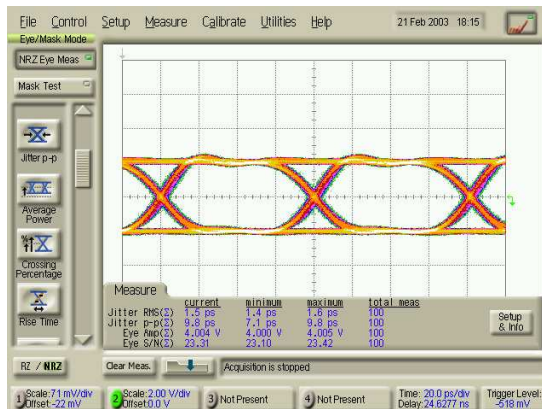 File Control Setup Measure Calibrate Utilities Help 21 Feb 2003 18:15
Eye/Mask Mode
NRZ Eye Meas
Mask Test
Jitter p-p
Average
Power
Crossing
Percentage
Rise Time
Measure
current minimum maximum total meas
Jitter RMS(Σ) 1.5 ps 1.4 ps 1.6 ps 100
Jitter p-p(Σ) 9.8 ps 7.1 ps 9.8 ps 100
Eye Amp(Σ) 4.004 V 4.000 V 4.005 V 100
Eye S/N(Σ) 23.31 23.10 23.42 100
Setup
& Info
RZ / NRZ
Clear Meas. Acquisition is stopped
1 Scale:71 mV/div
Offset:-22 mV
2 Scale:2.00 V/div
Offset:0.0 V
3 Not Present
4 Not Present
Time: 20.0 ps/div
Delay:24.6277 ns
Trigger Level:
-518 mV